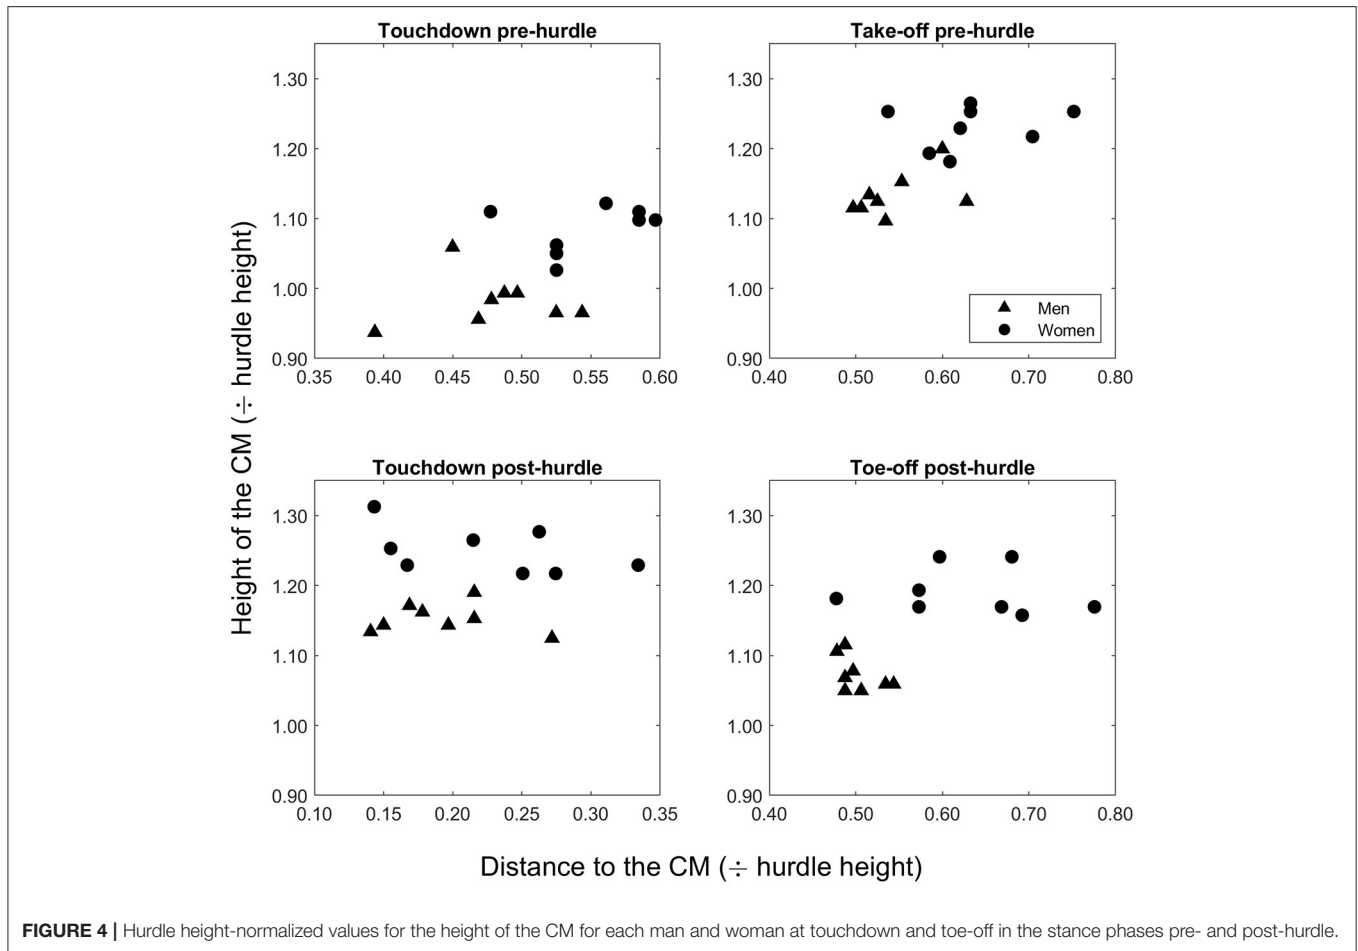 Touchdown pre-hurdle
Take-off pre-hurdle
1.30
1.20
1.10
1.00
0.90
0.35 0.40 0.45 0.50 0.55 0.60
1.30
1.20
1.10
1.00
0.90
Men
Women
0.40 0.50 0.60 0.70 0.80
Height of the CM (÷ hurdle height)
Touchdown post-hurdle
Toe-off post-hurdle
1.30
1.20
1.10
1.00
0.90
0.10 0.15 0.20 0.25 0.30 0.35
1.30
1.20
1.10
1.00
0.90
0.40 0.50 0.60 0.70 0.80
Distance to the CM (÷ hurdle height)
FIGURE 4 | Hurdle height-normalized values for the height of the CM for each man and woman at touchdown and toe-off in the stance phases pre- and post-hurdle.